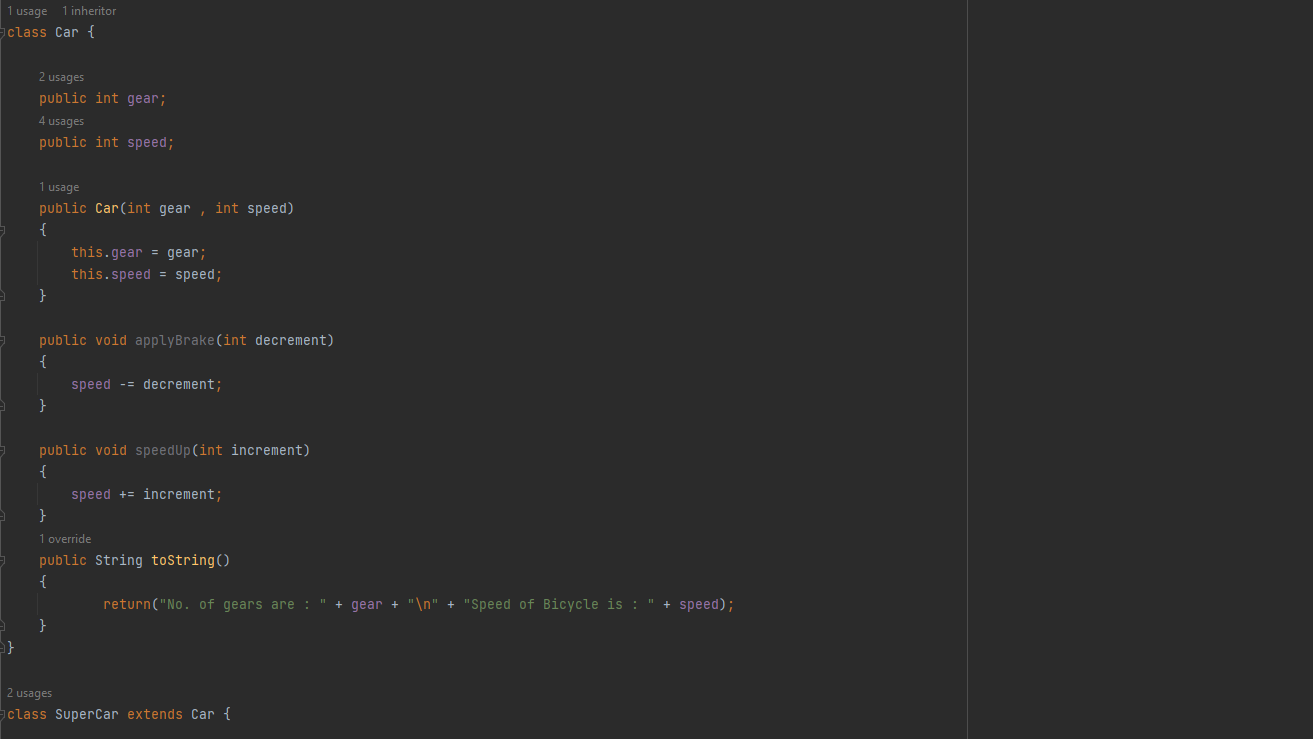 1 usage 1 inheritor
class Car {
2 usages
public int gear;
4 usages
public int speed;
1 usage
public Car(int gear , int speed)
{
this.gear = gear;
this.speed = speed;
}
public void applyBrake(int decrement)
{
speed -= decrement;
}
public void speedUp(int increment)
{
speed += increment;
}
1 override
public String toString()
{
return("No. of gears are : " + gear + "\n" + "Speed of Bicycle is : " + speed);
}
}
2 usages
class SuperCar extends Car {